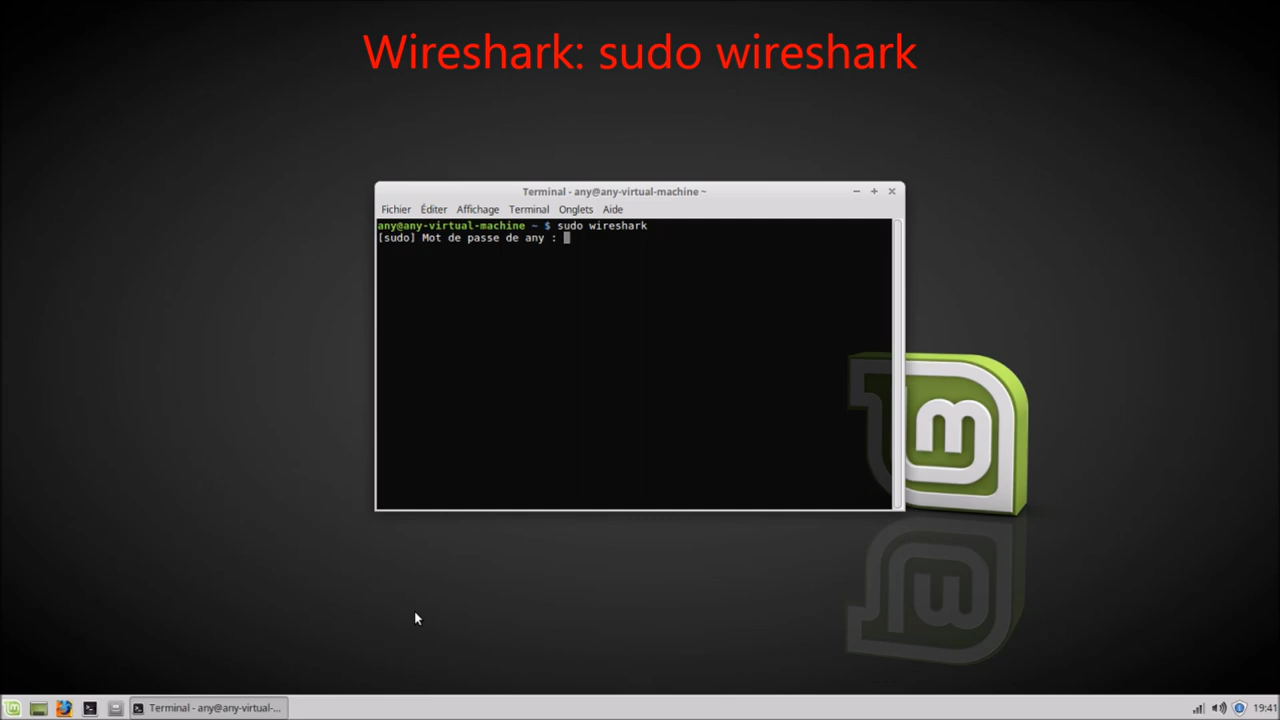 Wireshark: sudo wireshark
Terminal - any@any-virtual-machine ~
Fichier Éditer Affichage Terminal Onglets Aide
any@any-virtual-machine ~ $ sudo wireshark
[sudo] Mot de passe de any :
Terminal - any@any-virtual-...
19:41